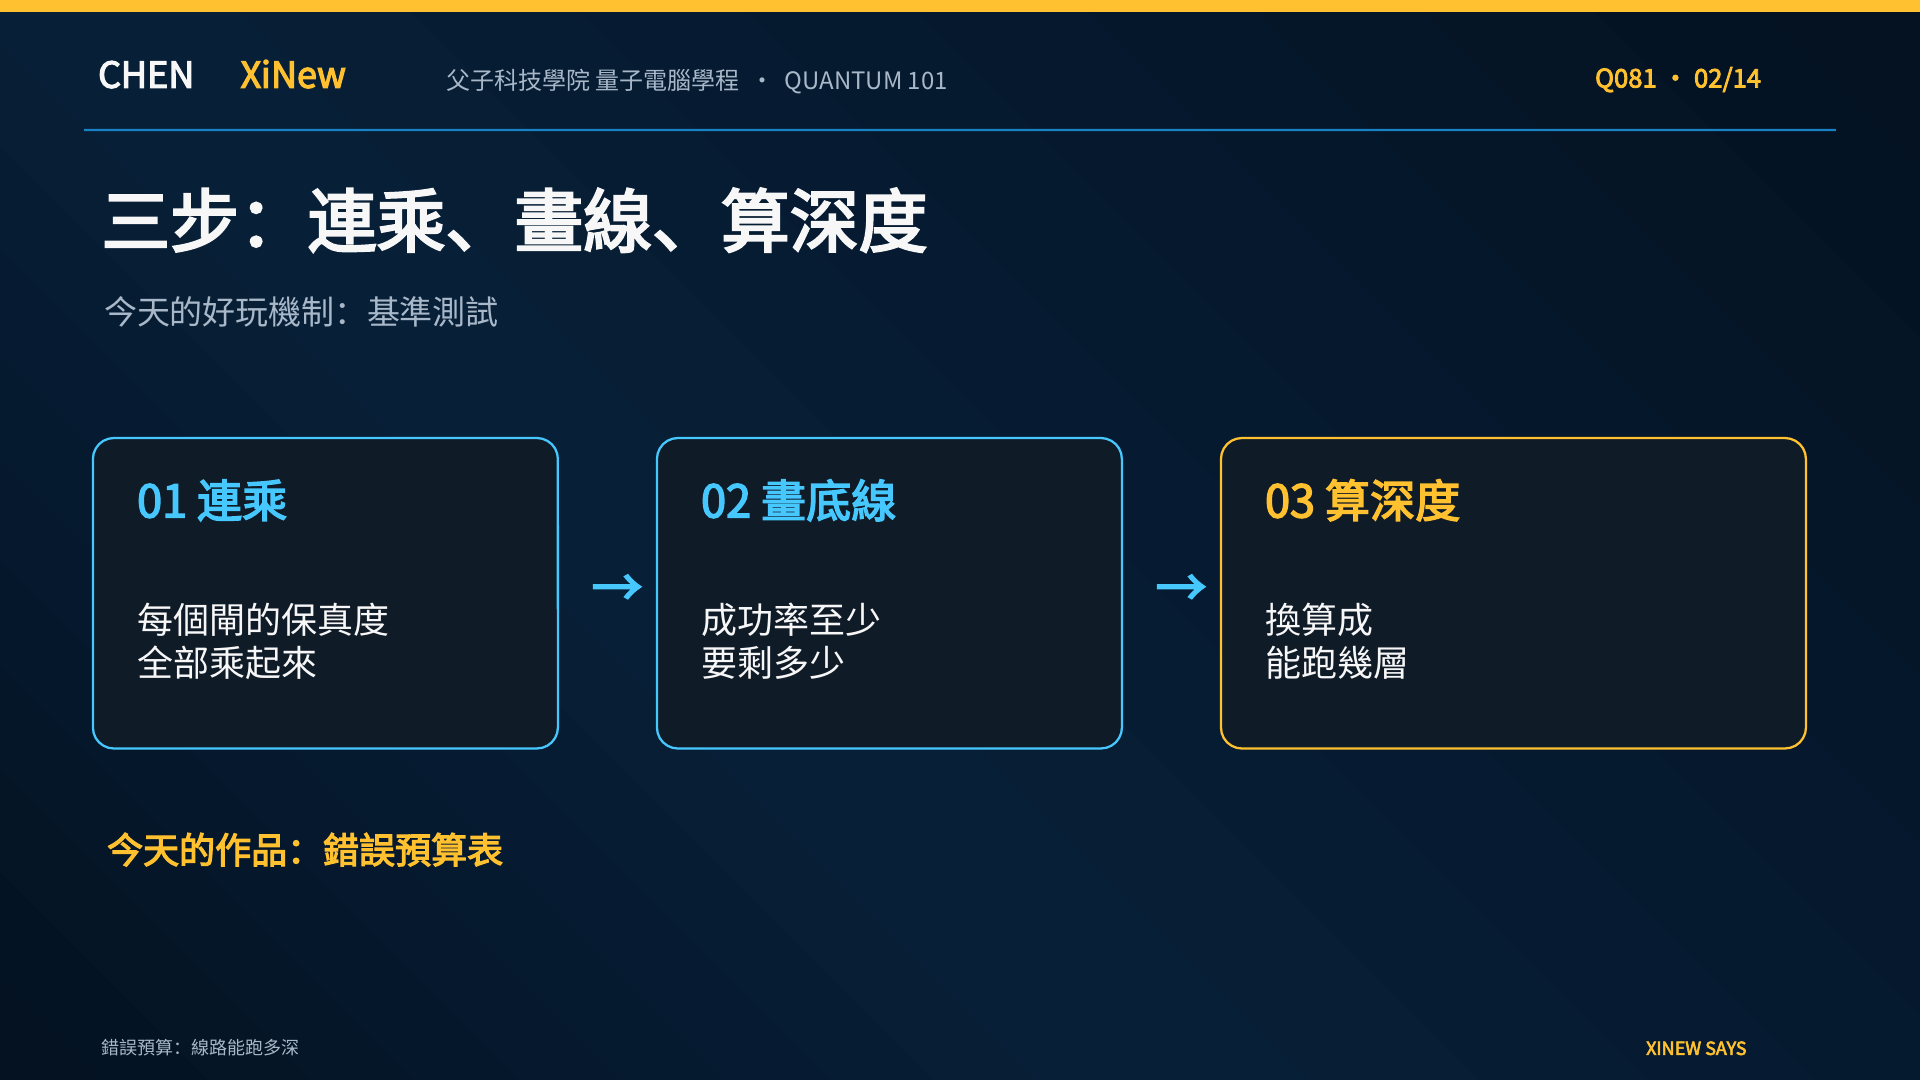 CHEN XiNew 父子科技學院 量子電腦學程 • QUANTUM 101 Q081 • 02/14
三步：連乘、畫線、算深度
今天的好玩機制：基準測試
01 連乘
每個閘的保真度
全部乘起來
→
02 畫底線
成功率至少
要剩多少
→
03 算深度
換算成
能跑幾層
今天的作品：錯誤預算表
錯誤預算：線路能跑多深
XINEW SAYS